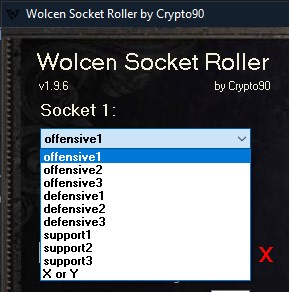 Wolcen Socket Roller by Crypto90
Wolcen Socket Roller
v1.9.6 by Crypto90
Socket 1:
offensive1
offensive1
offensive2
offensive3
defensive1
defensive2
defensive3
support1
support2
support3
X or Y
X